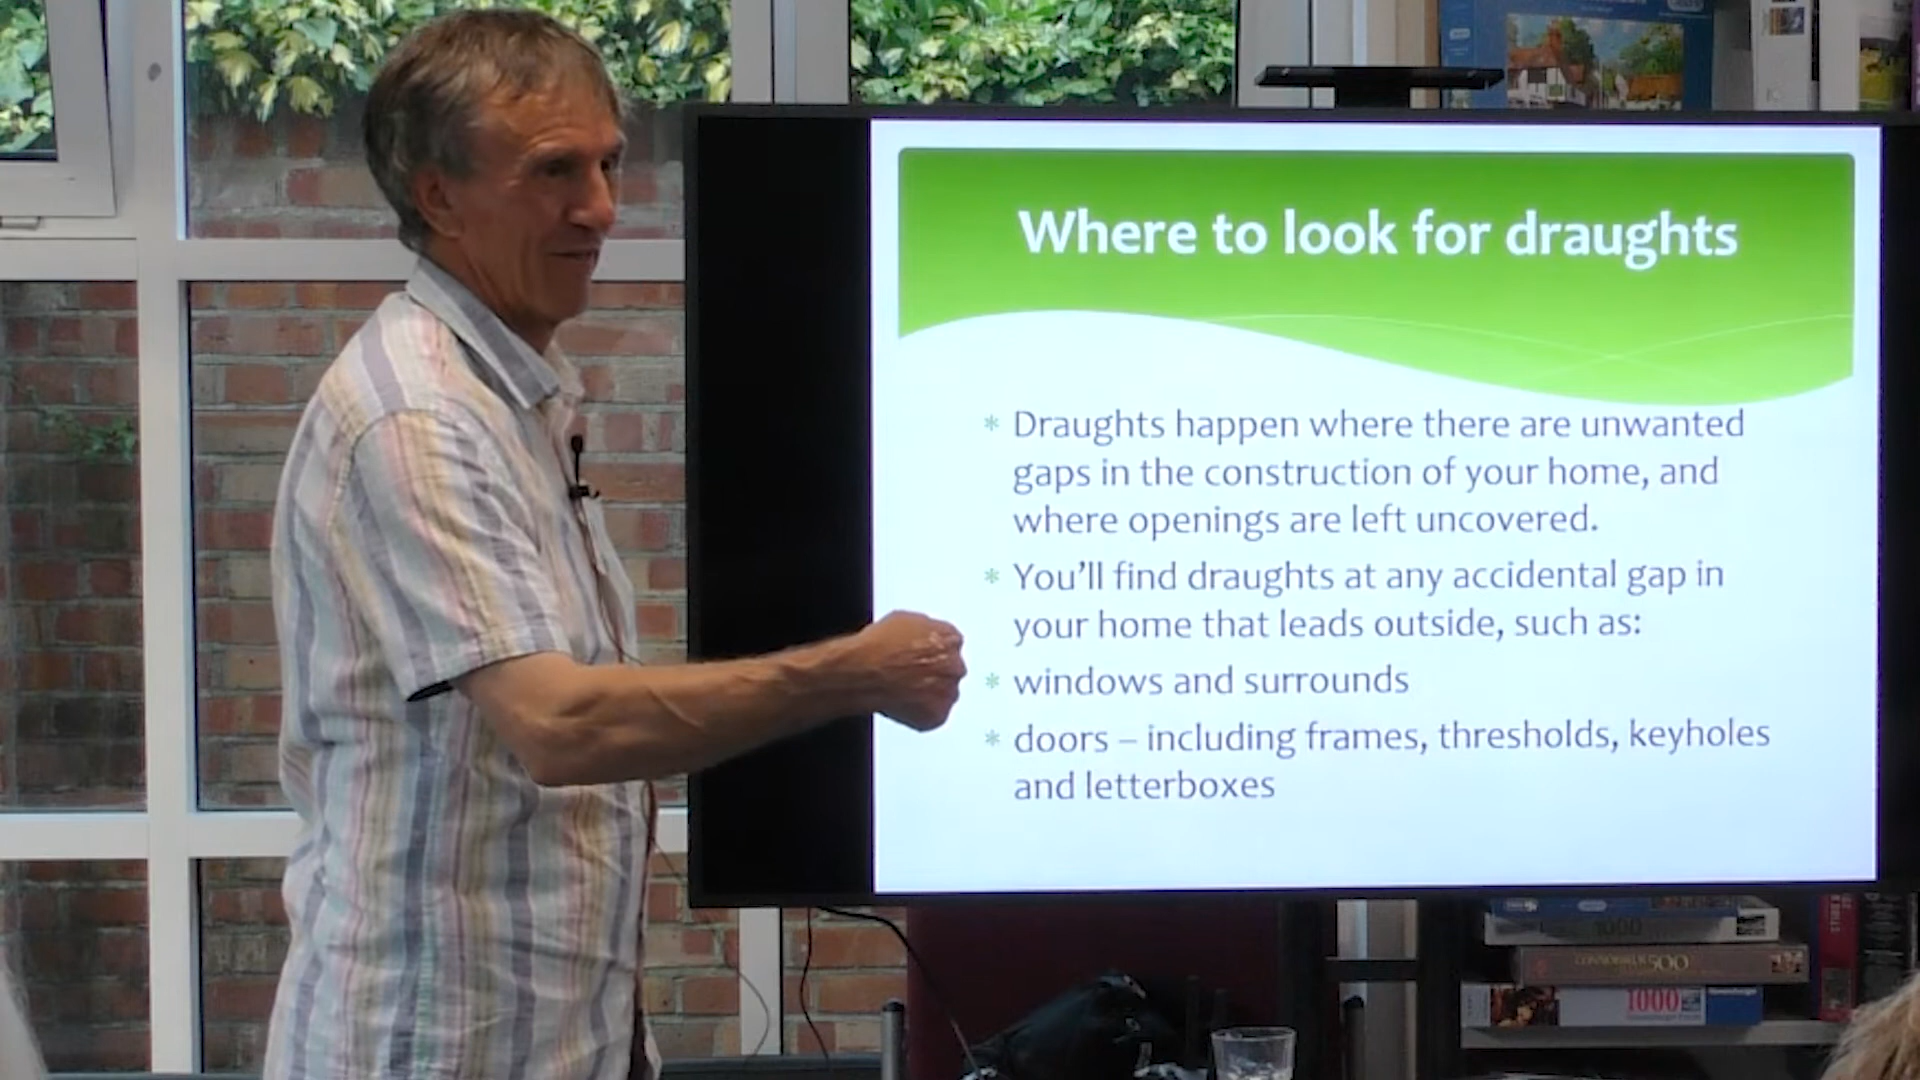 Where to look for draughts
* Draughts happen where there are unwanted
gaps in the construction of your home, and
where openings are left uncovered.
* You'll find draughts at any accidental gap in
your home that leads outside, such as:
* windows and surrounds
* doors – including frames, thresholds, keyholes
and letterboxes
1000
500
1000